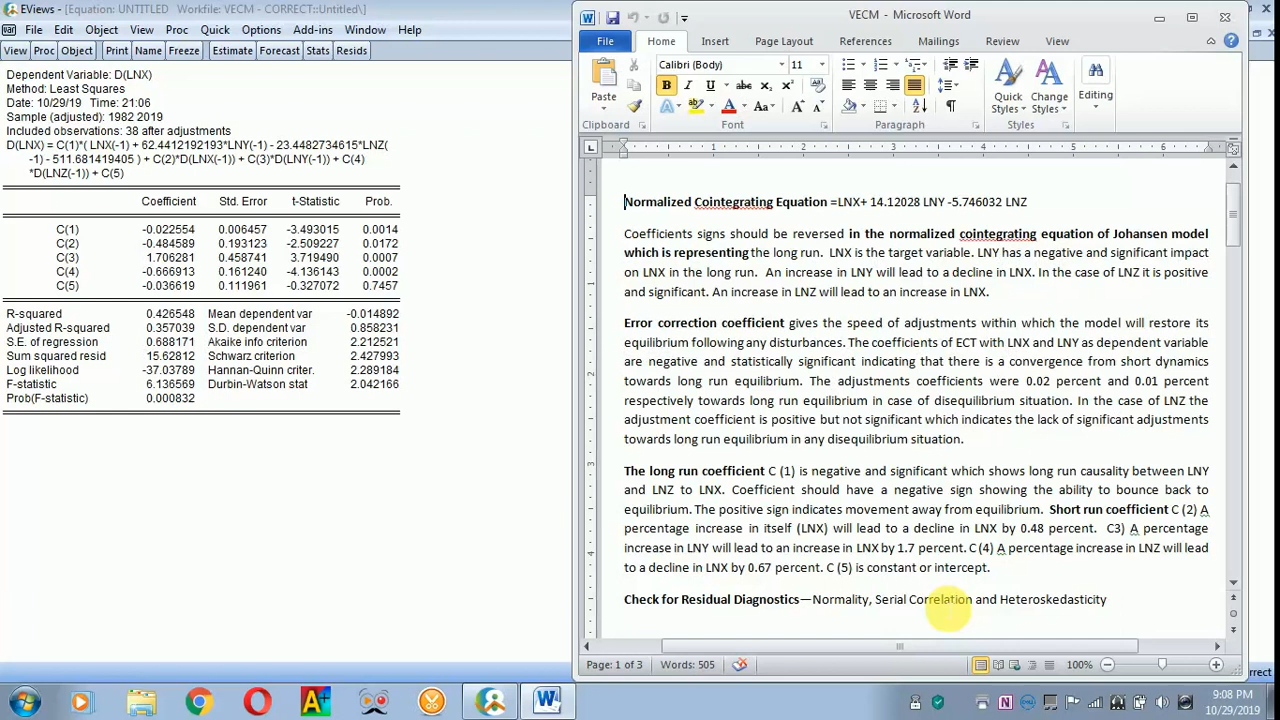 EViews - [Equation: UNTITLED   Workfile: VECM - CORRECT::Untitled\]
File Edit Object View Proc Quick Options Add-ins Window Help
View Proc Object Print Name Freeze Estimate Forecast Stats Resids
Dependent Variable: D(LNX)
Method: Least Squares
Date: 10/29/19   Time: 21:06
Sample (adjusted): 1982 2019
Included observations: 38 after adjustments
D(LNX) = C(1)*( LNX(-1) + 62.4412192193*LNY(-1) - 23.4482734615*LNZ(
-1) - 511.681419405 ) + C(2)*D(LNX(-1)) + C(3)*D(LNY(-1)) + C(4)
*D(LNZ(-1)) + C(5)
Coefficient Std. Error t-Statistic Prob.
C(1) -0.022554 0.006457 -3.493015 0.0014
C(2) -0.484589 0.193123 -2.509227 0.0172
C(3) 1.706281 0.458741 3.719490 0.0007
C(4) -0.666913 0.161240 -4.136143 0.0002
C(5) -0.036619 0.111961 -0.327072 0.7457
R-squared 0.426548 Mean dependent var -0.014892
Adjusted R-squared 0.357039 S.D. dependent var 0.858231
S.E. of regression 0.688171 Akaike info criterion 2.212521
Sum squared resid 15.62812 Schwarz criterion 2.427993
Log likelihood -37.03789 Hannan-Quinn criter. 2.289184
F-statistic 6.136569 Durbin-Watson stat 2.042166
Prob(F-statistic) 0.000832
VECM - Microsoft Word
File Home Insert Page Layout References Mailings Review View
Calibri (Body) 11
Paste
B I U abc x₂ x²
Aa A A
Quick Styles
Change Styles
Editing
Clipboard Font Paragraph Styles
1 2 3 4 5 6
Normalized Cointegrating Equation =LNX+ 14.12028 LNY -5.746032 LNZ
Coefficients signs should be reversed in the normalized cointegrating equation of Johansen model
which is representing the long run.  LNX is the target variable. LNY has a negative and significant impact
on LNX in the long run.  An increase in LNY will lead to a decline in LNX. In the case of LNZ it is positive
and significant. An increase in LNZ will lead to an increase in LNX.
Error correction coefficient gives the speed of adjustments within which the model will restore its
equilibrium following any disturbances. The coefficients of ECT with LNX and LNY as dependent variable
are negative and statistically significant indicating that there is a convergence from short dynamics
towards long run equilibrium. The adjustments coefficients were 0.02 percent and 0.01 percent
respectively towards long run equilibrium in case of disequilibrium situation. In the case of LNZ the
adjustment coefficient is positive but not significant which indicates the lack of significant adjustments
towards long run equilibrium in any disequilibrium situation.
The long run coefficient C (1) is negative and significant which shows long run causality between LNY
and LNZ to LNX. Coefficient should have a negative sign showing the ability to bounce back to
equilibrium. The positive sign indicates movement away from equilibrium.  Short run coefficient C (2) A
percentage increase in itself (LNX) will lead to a decline in LNX by 0.48 percent.  C3) A percentage
increase in LNY will lead to an increase in LNX by 1.7 percent. C (4) A percentage increase in LNZ will lead
to a decline in LNX by 0.67 percent. C (5) is constant or intercept.
Check for Residual Diagnostics—Normality, Serial Correlation and Heteroskedasticity
1
2
3
4
Page: 1 of 3 Words: 505 100%
rrect
9:08 PM
10/29/2019